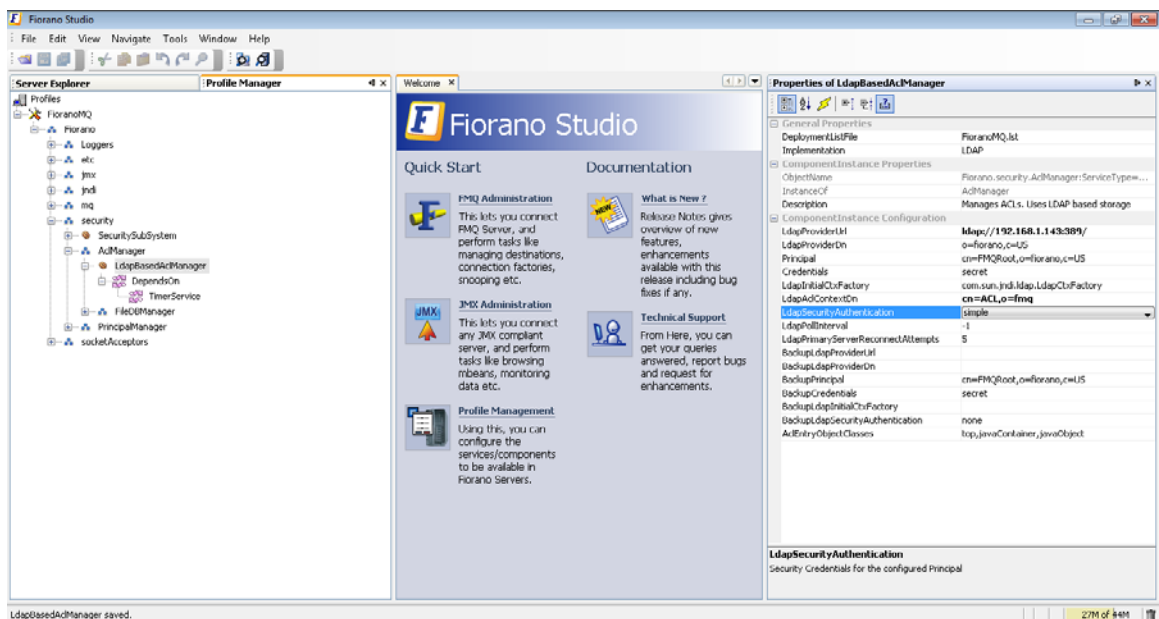 Fiorano Studio
File Edit View Navigate Tools Window Help
Server Explorer
Profile Manager
Profiles
FioranoMQ
Fiorano
Loggers
etc
jmx
jndi
mq
security
SecuritySubSystem
AclManager
LdapBasedAclManager
DependsOn
TimerService
FileDBManager
PrincipalManager
socketAcceptors
Welcome
Fiorano Studio
Quick Start
FMQ Administration
This lets you connect
FMQ Server, and
perform tasks like
managing destinations,
connection factories,
snooping etc.
JMX
JMX Administration
This lets you connect
any JMX compliant
server, and perform
tasks like browsing
mbeans, monitoring
data etc.
Profile Management
Using this, you can
configure the
services/components
to be available in
Fiorano Servers.
Documentation
NEW
What is New ?
Release Notes gives
overview of new
features,
enhancements
available with this
release including bug
fixes if any.
Technical Support
From Here, you can
get your queries
answered, report bugs
and request for
enhancements.
Properties of LdapBasedAclManager
General Properties
DeploymentListFile FioranoMQ.lst
Implementation LDAP
ComponentInstance Properties
ObjectName Fiorano.security.AclManager:ServiceType=...
InstanceOf AclManager
Description Manages ACLs. Uses LDAP based storage
ComponentInstance Configuration
LdapProviderUrl ldap://192.168.1.143:389/
LdapProviderDn o=fiorano,c=US
Principal cn=FMQRoot,o=fiorano,c=US
Credentials secret
LdapInitialCtxFactory com.sun.jndi.ldap.LdapCtxFactory
LdapAclContextDn cn=ACL,o=fmq
LdapSecurityAuthentication simple
LdapPollInterval -1
LdapPrimaryServerReconnectAttempts 5
BackupLdapProviderUrl
BackupLdapProviderDn
BackupPrincipal cn=FMQRoot,o=fiorano,c=US
BackupCredentials secret
BackupLdapInitialCtxFactory
BackupLdapSecurityAuthentication none
AclEntryObjectClasses top,javaContainer,javaObject
LdapSecurityAuthentication
Security Credentials for the configured Principal
LdapBasedAclManager saved.
27M of 44M